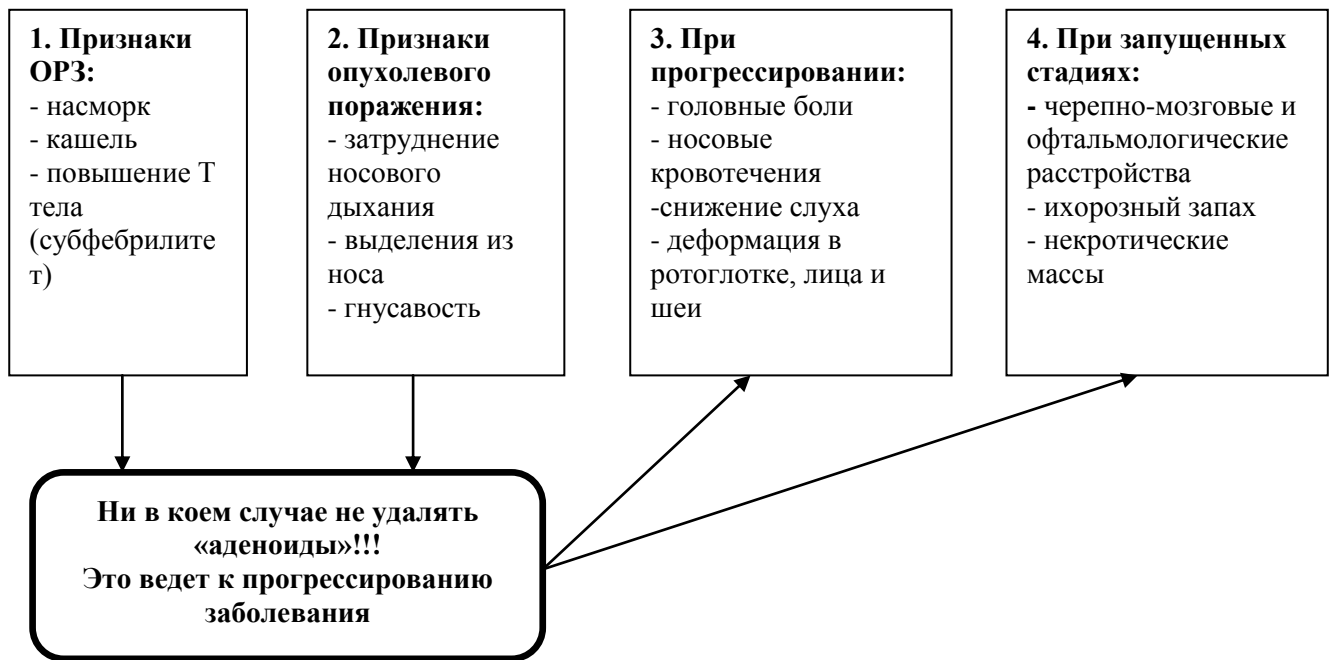 1. Признаки
ОРЗ:
- насморк
- кашель
- повышение Т
тела
(субфебрилите
т)
2. Признаки
опухолевого
поражения:
- затруднение
носового
дыхания
- выделения из
носа
- гнусавость
3. При
прогрессировании:
- головные боли
- носовые
кровотечения
-снижение слуха
- деформация в
ротоглотке, лица и
шеи
4. При запущенных
стадиях:
- черепно-мозговые и
офтальмологические
расстройства
- ихорозный запах
- некротические
массы
Ни в коем случае не удалять
«аденоиды»!!!
Это ведет к прогрессированию
заболевания